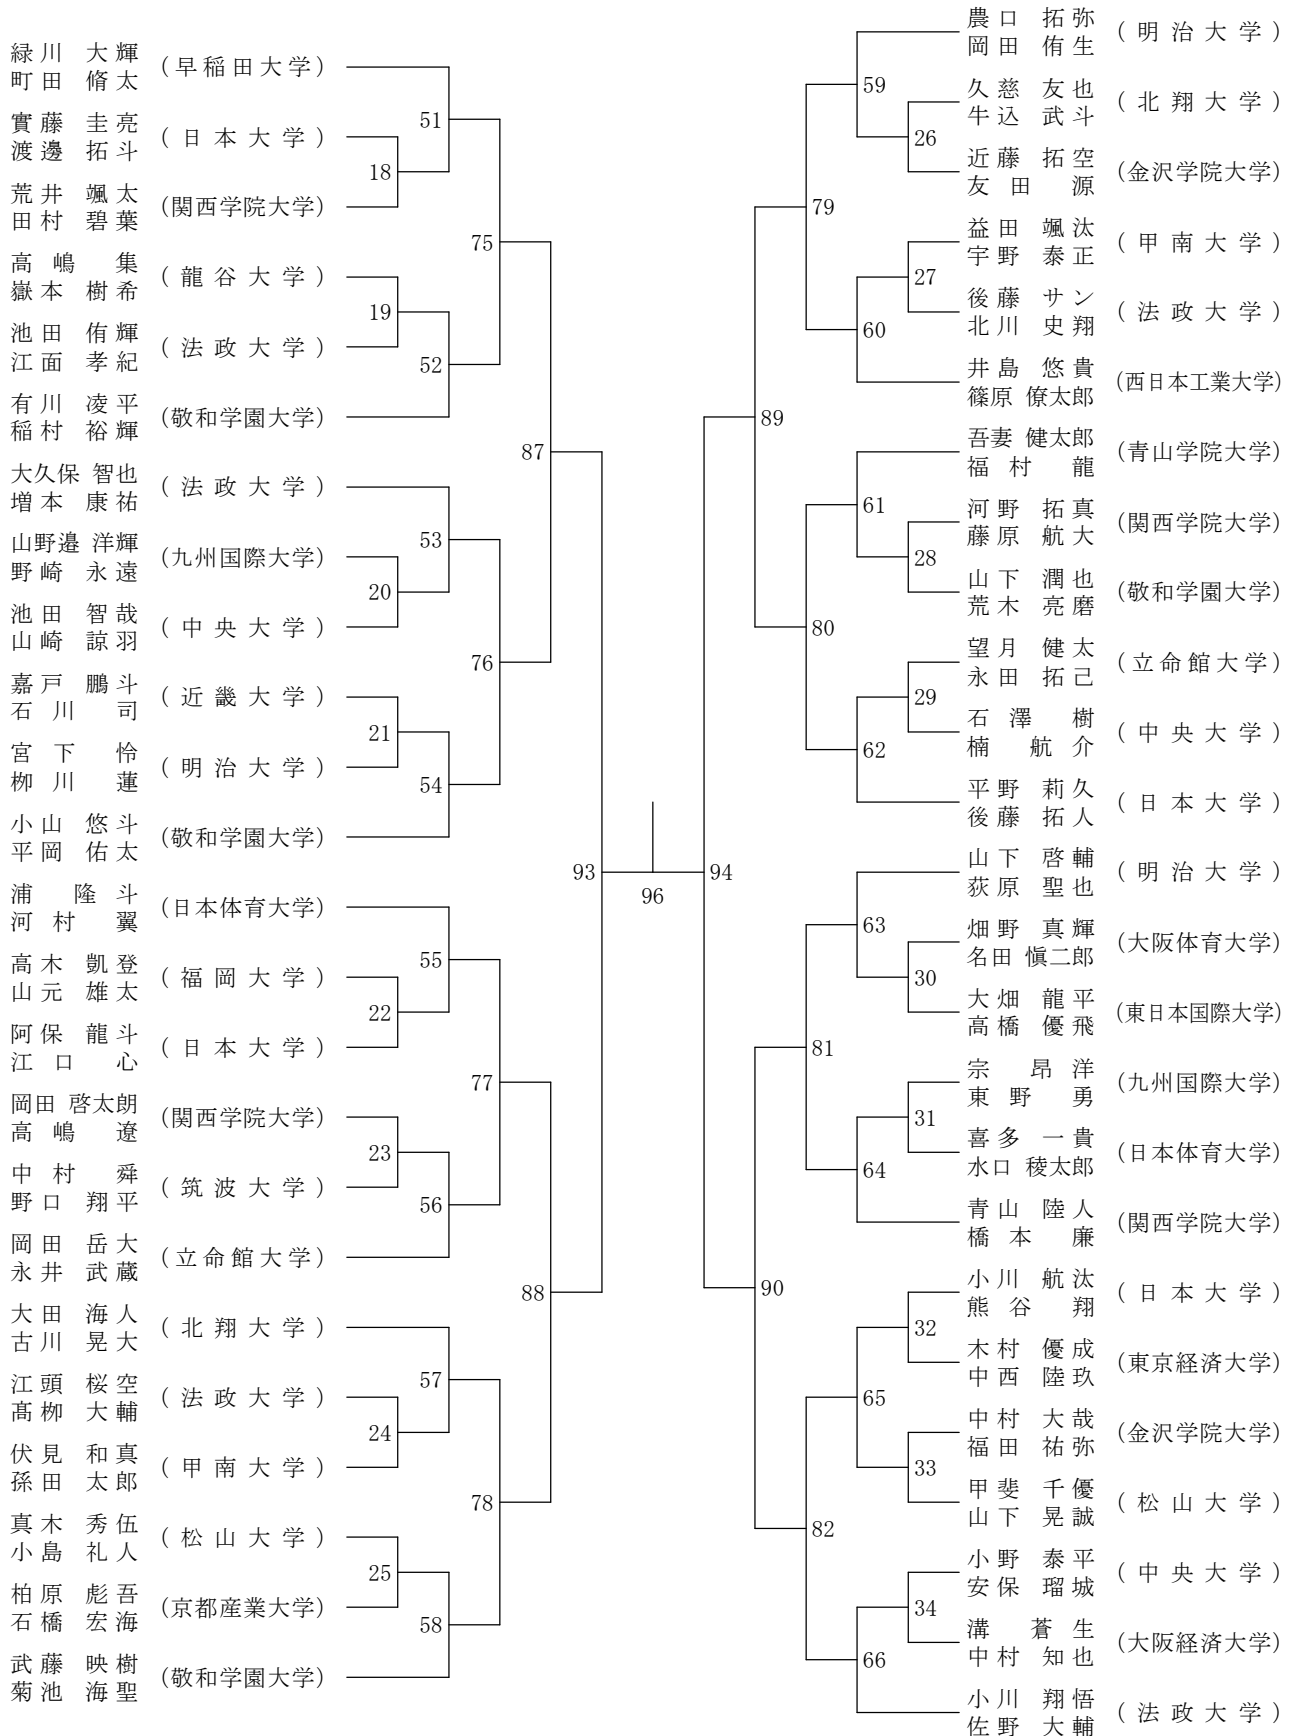 緑川 大輝
町田 脩太
(早稲田大学)
實藤 圭亮
渡邊 拓斗
(日本大学)
荒井 颯太
田村 碧葉
(関西学院大学)
高嶋 集
嶽本 樹希
(龍谷大学)
池田 侑輝
江面 孝紀
(法政大学)
有川 凌平
稲村 裕輝
(敬和学園大学)
大久保 智也
増本 康祐
(法政大学)
山野邉 洋輝
野崎 永遠
(九州国際大学)
池田 智哉
山崎 諒羽
(中央大学)
嘉戸 鵬斗
石川 司
(近畿大学)
宮下 怜
栁川 蓮
(明治大学)
小山 悠斗
平岡 佑太
(敬和学園大学)
浦 隆斗
河村 翼
(日本体育大学)
高木 凱登
山元 雄太
(福岡大学)
阿保 龍斗
江口 心
(日本大学)
岡田 啓太朗
高嶋 遼
(関西学院大学)
中村 舜
野口 翔平
(筑波大学)
岡田 岳大
永井 武蔵
(立命館大学)
大田 海人
古川 晃大
(北翔大学)
江頭 桜空
髙栁 大輔
(法政大学)
伏見 和真
孫田 太郎
(甲南大学)
真木 秀伍
小島 礼人
(松山大学)
柏原 彪吾
石橋 宏海
(京都産業大学)
武藤 映樹
菊池 海聖
(敬和学園大学)
18
19
20
21
22
23
24
25
51
52
53
54
55
56
57
58
75
76
77
78
87
88
93
96
94
89
90
79
80
81
82
59
60
61
62
63
64
65
66
26
27
28
29
30
31
32
33
34
農口 拓弥
岡田 侑生
(明治大学)
久慈 友也
牛込 武斗
(北翔大学)
近藤 拓空
友田 源
(金沢学院大学)
益田 颯汰
宇野 泰正
(甲南大学)
後藤 サン
北川 史翔
(法政大学)
井島 悠貴
篠原 僚太郎
(西日本工業大学)
吾妻 健太郎
福村 龍
(青山学院大学)
河野 拓真
藤原 航大
(関西学院大学)
山下 潤也
荒木 亮磨
(敬和学園大学)
望月 健太
永田 拓己
(立命館大学)
石澤 樹
楠 航介
(中央大学)
平野 莉久
後藤 拓人
(日本大学)
山下 啓輔
荻原 聖也
(明治大学)
畑野 真輝
名田 愼二郎
(大阪体育大学)
大畑 龍平
高橋 優飛
(東日本国際大学)
宗 昂洋
東野 勇
(九州国際大学)
喜多 一貴
水口 稜太郎
(日本体育大学)
青山 陸人
橋本 廉
(関西学院大学)
小川 航汰
熊谷 翔
(日本大学)
木村 優成
中西 陸玖
(東京経済大学)
中村 大哉
福田 祐弥
(金沢学院大学)
甲斐 千優
山下 晃誠
(松山大学)
小野 泰平
安保 瑠城
(中央大学)
溝 蒼生
中村 知也
(大阪経済大学)
小川 翔悟
佐野 大輔
(法政大学)